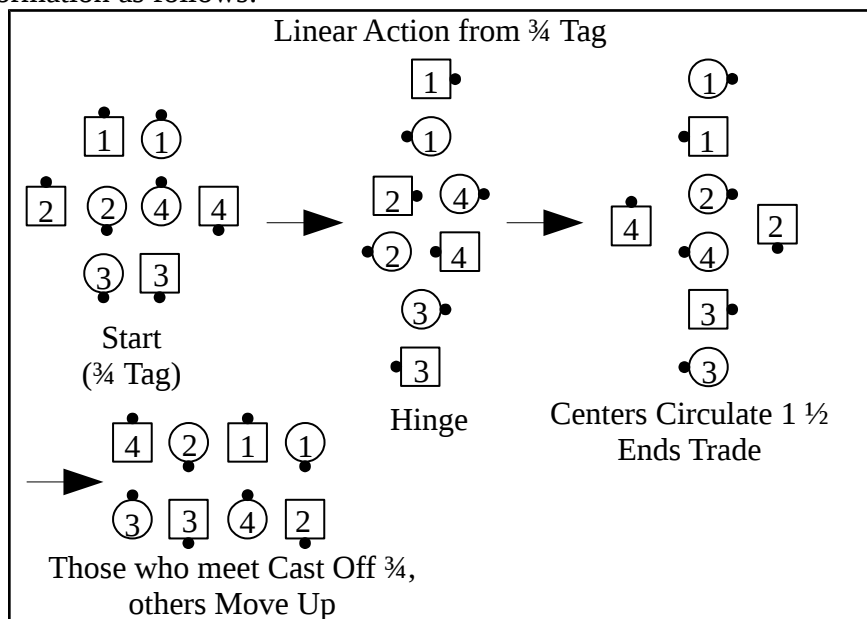 ormation as follows:
Linear Action from ¾ Tag
1 1
2 2 4 4
3 3
Start
(¾ Tag)
1
1
2 4
2 4
3
3
Hinge
1
1
2
4 2
4
3
3
Centers Circulate 1 ½
Ends Trade
4 2 1 1
3 3 4 2
Those who meet Cast Off ¾,
others Move Up